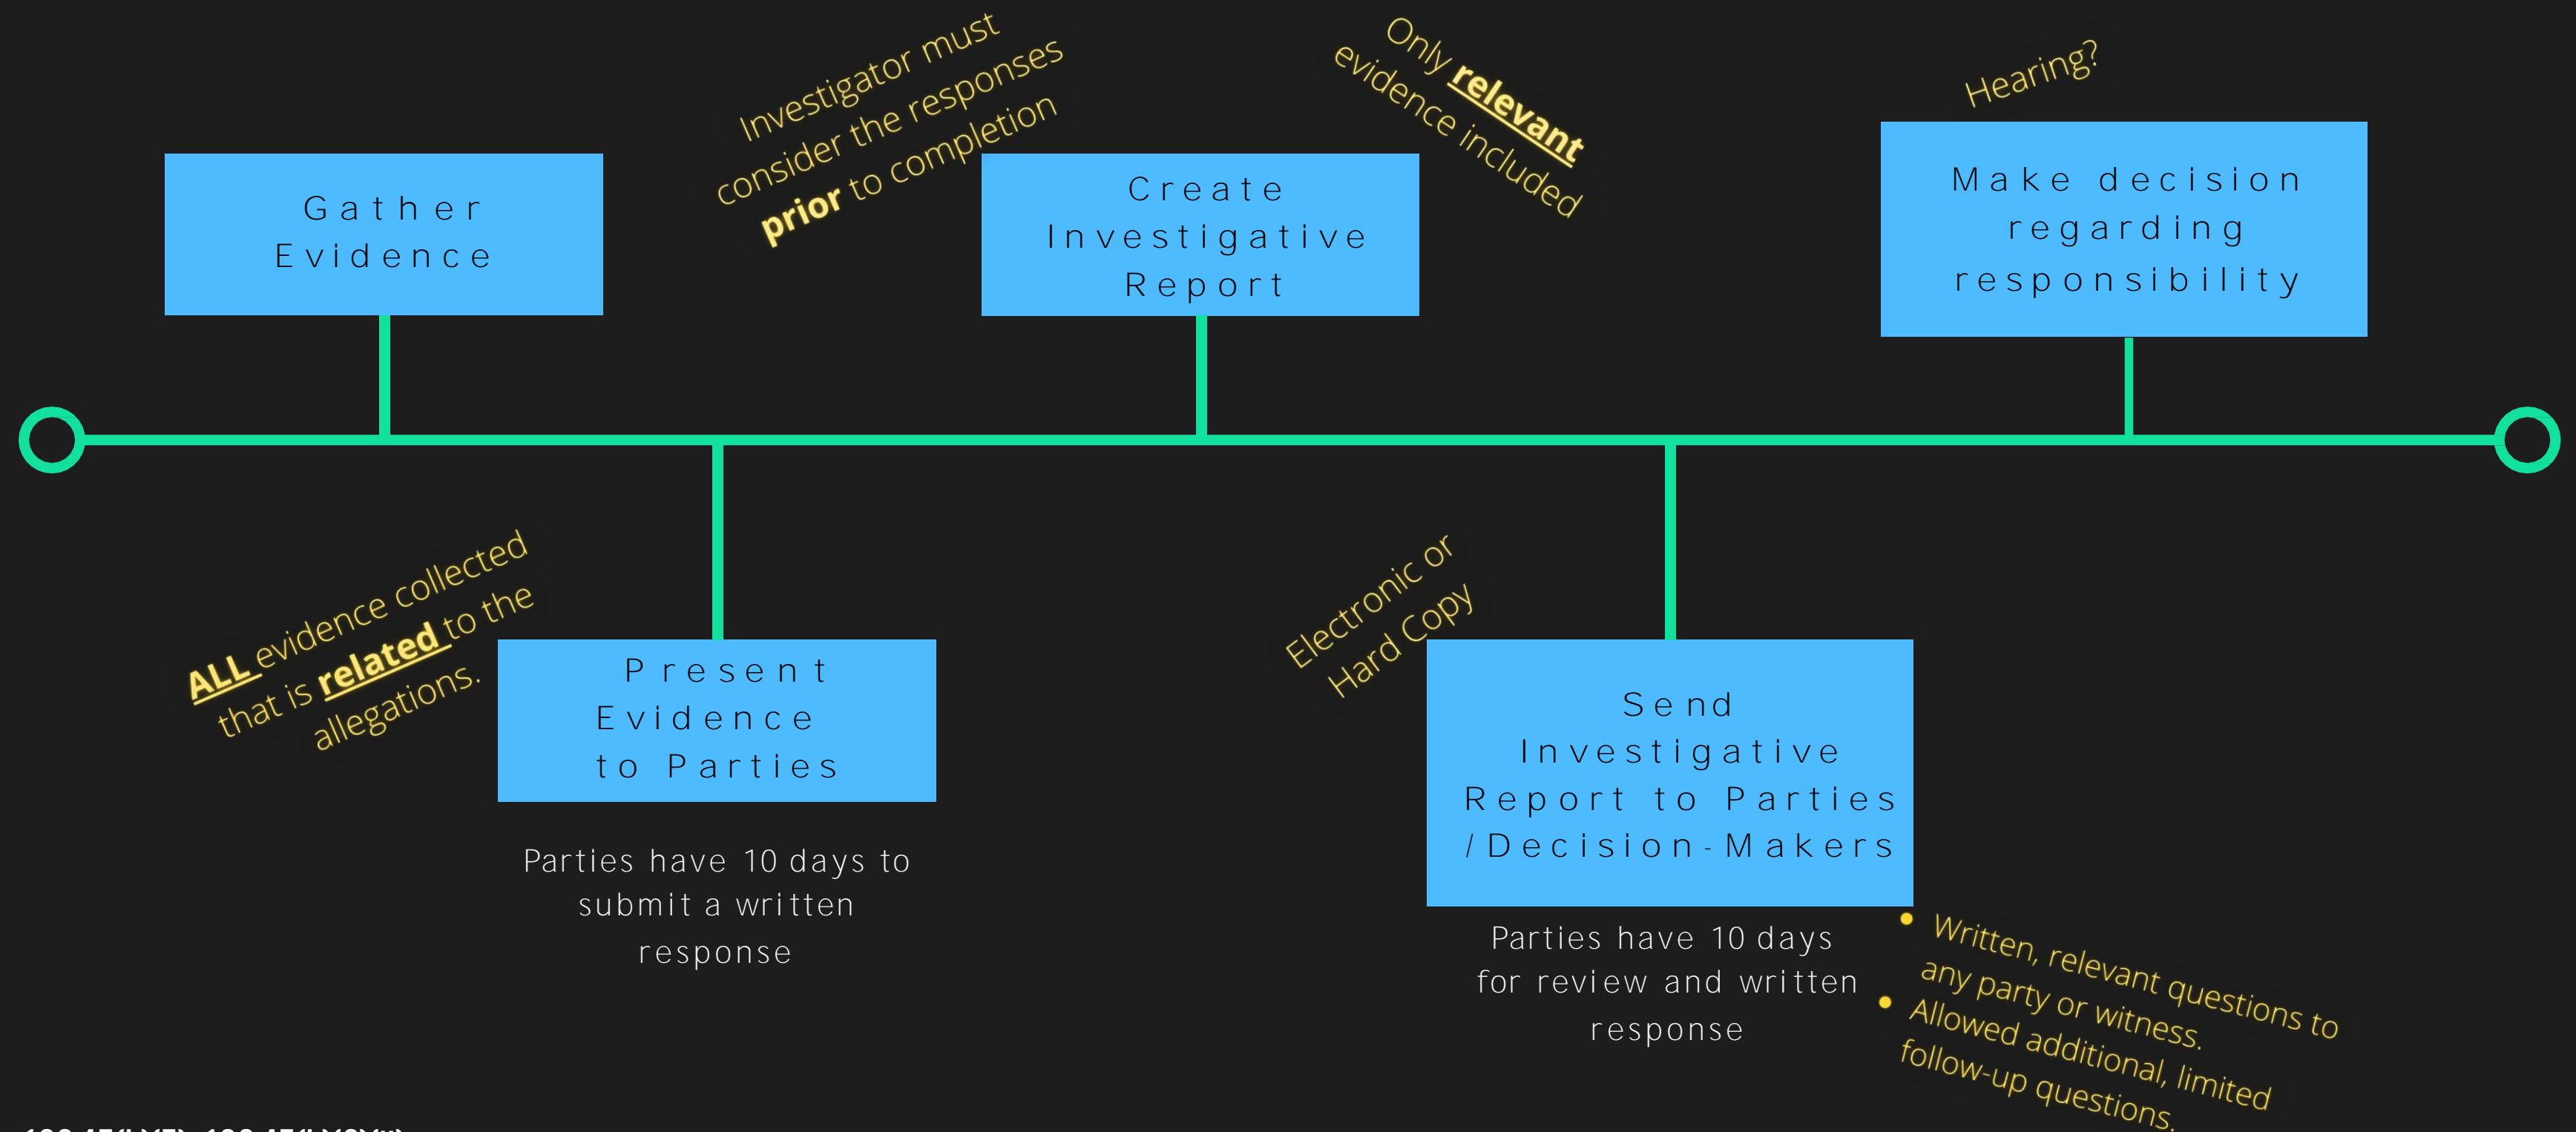 Investigator must
consider the responses
prior to completion
Only relevant
evidence included
Hearing?
Gather
Evidence
Create
Investigative
Report
Make decision
regarding
responsibility
ALL evidence collected
that is related to the
allegations.
Present
Evidence
to Parties
Parties have 10 days to
submit a written
response
Electronic or
Hard Copy
Send
Investigative
Report to Parties
/Decision-Makers
Parties have 10 days
for review and written
response
Written, relevant questions to
any party or witness.
Allowed additional, limited
follow-up questions.